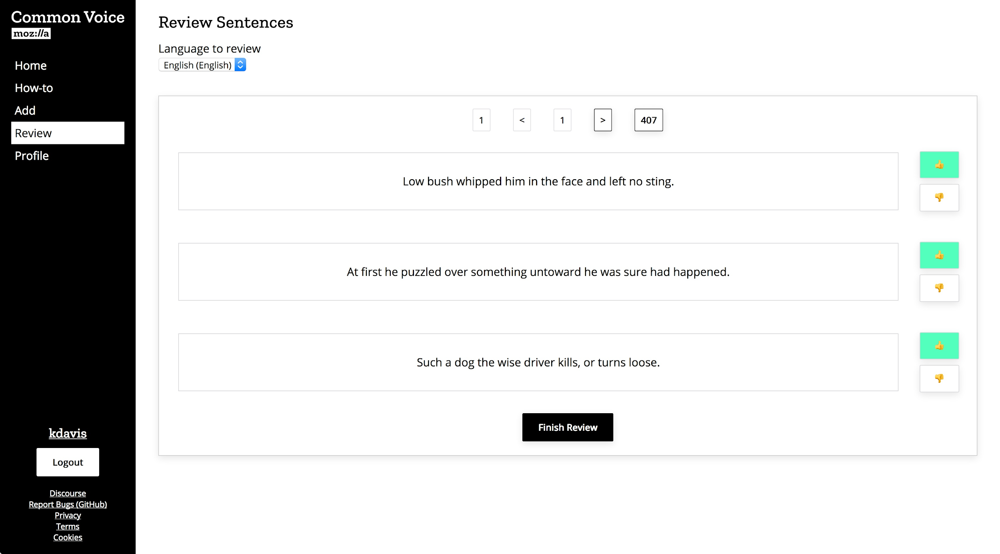 Common Voice
moz://a
Home
How-to
Add
Review
Profile
kdavis
Logout
Discourse
Report Bugs (GitHub)
Privacy
Terms
Cookies
Review Sentences
Language to review
English (English)
1 < 1 > 407
Low bush whipped him in the face and left no sting.
At first he puzzled over something untoward he was sure had happened.
Such a dog the wise driver kills, or turns loose.
Finish Review